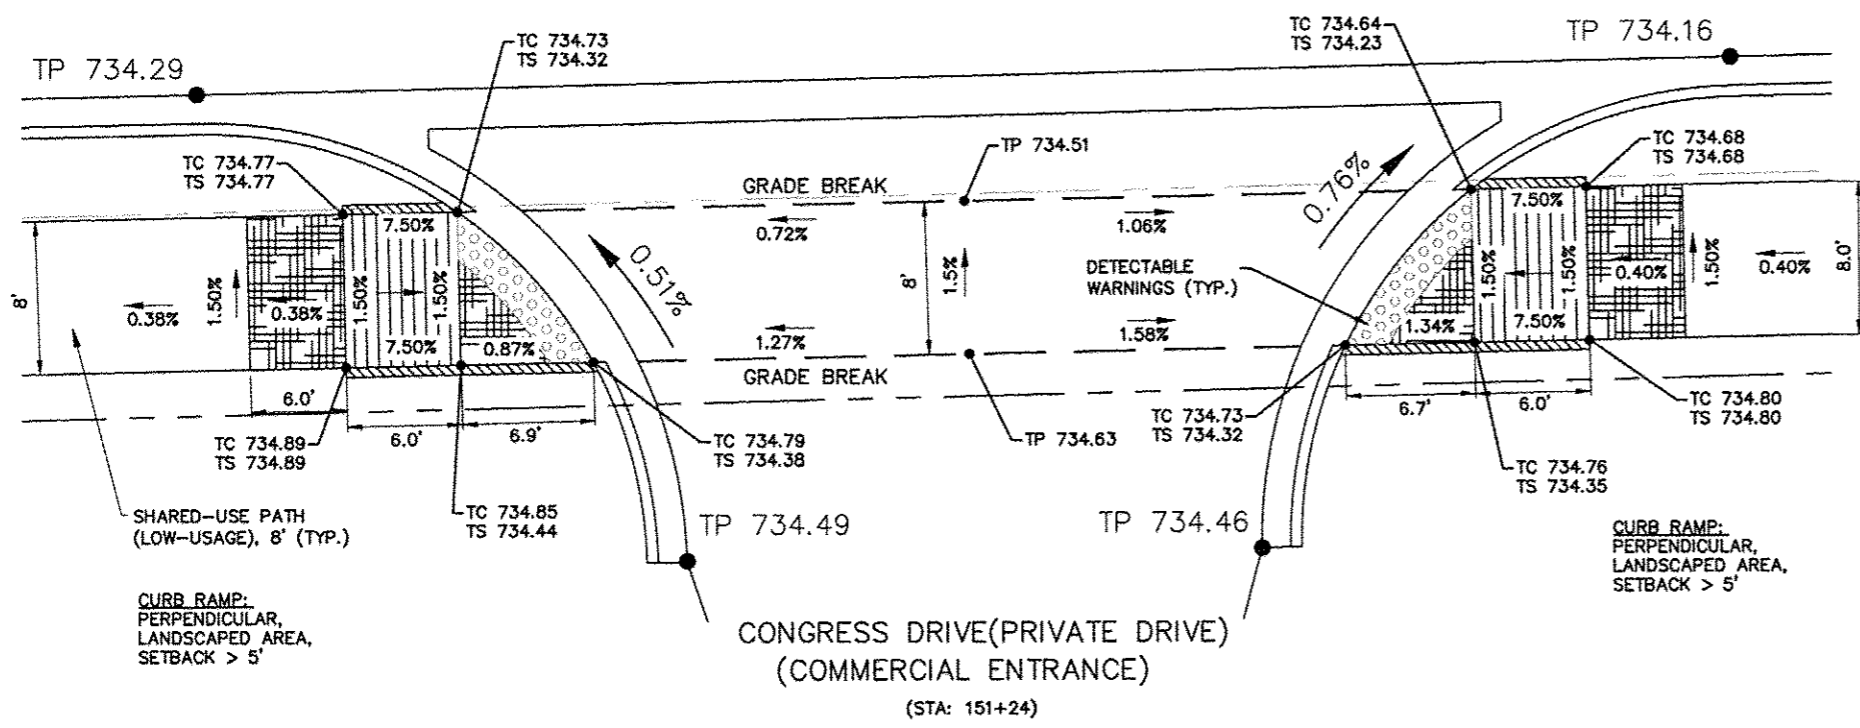 TC 734.64
TS 734.23
TP 734.16
TC 734.73
TS 734.32
TP 734.29
TC 734.77
TS 734.77
TP 734.51
TC 734.68
TS 734.68
GRADE BREAK
0.72%
1.06%
0.76%
7.50%
7.50%
8'
1.50%
0.38%
0.38%
1.50%
1.50%
7.50%
0.87%
0.51%
8'
1.5%
DETECTABLE
WARNINGS (TYP.)
1.27%
1.58%
1.34%
1.50%
1.50%
7.50%
0.40%
1.50%
0.40%
8.0'
GRADE BREAK
6.0'
6.0'
6.9'
6.7'
6.0'
TC 734.89
TS 734.89
TC 734.79
TS 734.38
TP 734.63
TC 734.73
TS 734.32
TC 734.80
TS 734.80
TC 734.85
TS 734.44
TC 734.76
TS 734.35
SHARED-USE PATH
(LOW-USAGE), 8' (TYP.)
TP 734.49
TP 734.46
CURB RAMP:
PERPENDICULAR,
LANDSCAPED AREA,
SETBACK > 5'
CURB RAMP:
PERPENDICULAR,
LANDSCAPED AREA,
SETBACK > 5'
CONGRESS DRIVE(PRIVATE DRIVE)
(COMMERCIAL ENTRANCE)
(STA: 151+24)